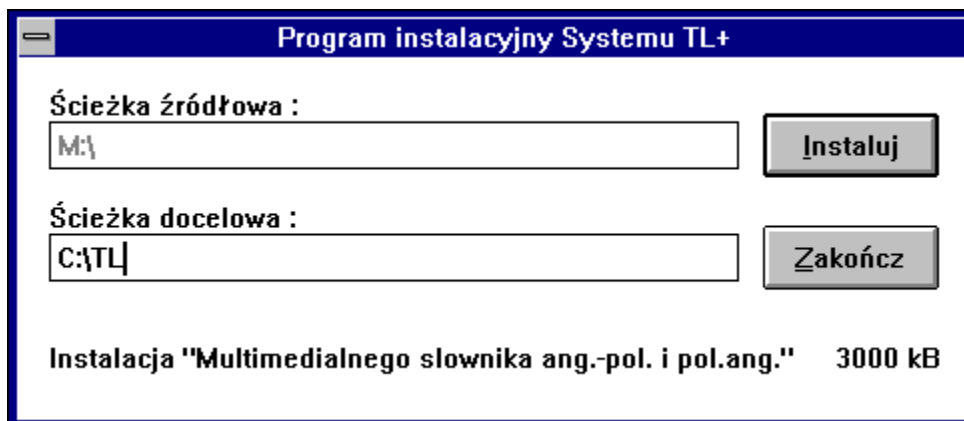 Program instalacyjny Systemu TL+
Ścieżka źródłowa :
M:\
Instaluj
Ścieżka docelowa :
C:\TL
Zakończ
Instalacja "Multimedialnego slownika ang.-pol. i pol.ang." 3000 kB